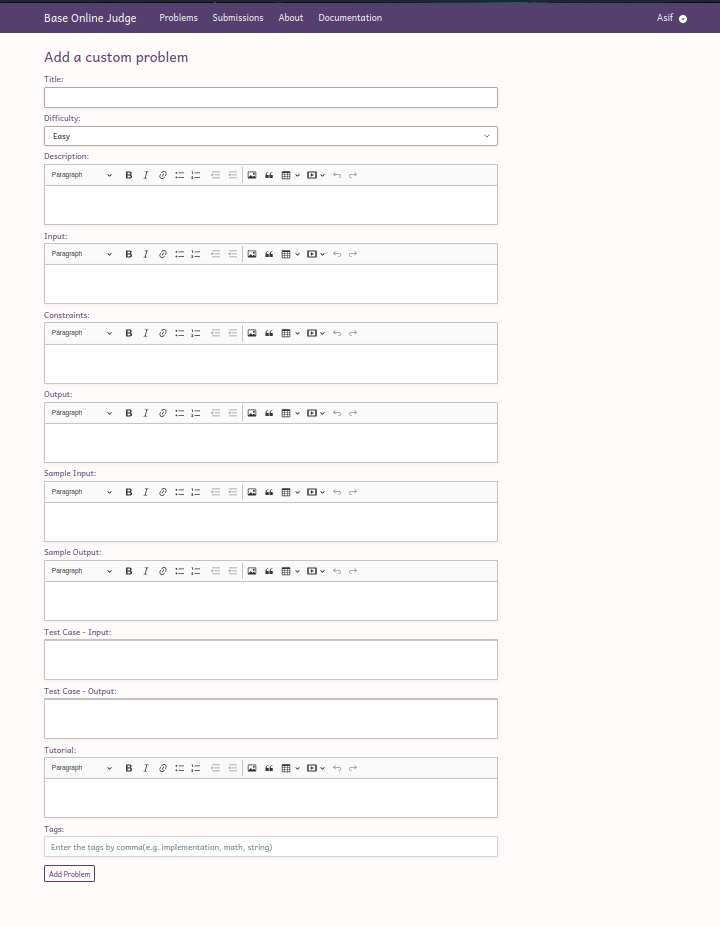 Base Online Judge Problems Submissions About Documentation Asif
Add a custom problem
Title:
Difficulty:
Easy
Description:
Paragraph B I
Input:
Paragraph B I
Constraints:
Paragraph B I
Output:
Paragraph B I
Sample Input:
Paragraph B I
Sample Output:
Paragraph B I
Test Case - Input:
Test Case - Output:
Tutorial:
Paragraph B I
Tags:
Enter the tags by comma(e.g. implementation, math, string)
Add Problem